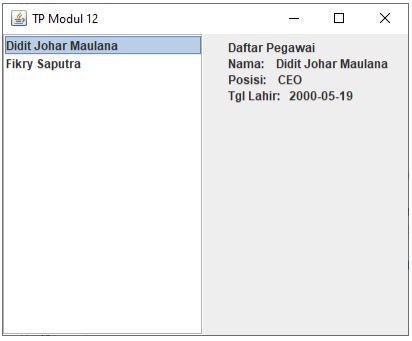 TP Modul 12
Didit Johar Maulana
Fikry Saputra
Daftar Pegawai
Nama: Didit Johar Maulana
Posisi: CEO
Tgl Lahir: 2000-05-19